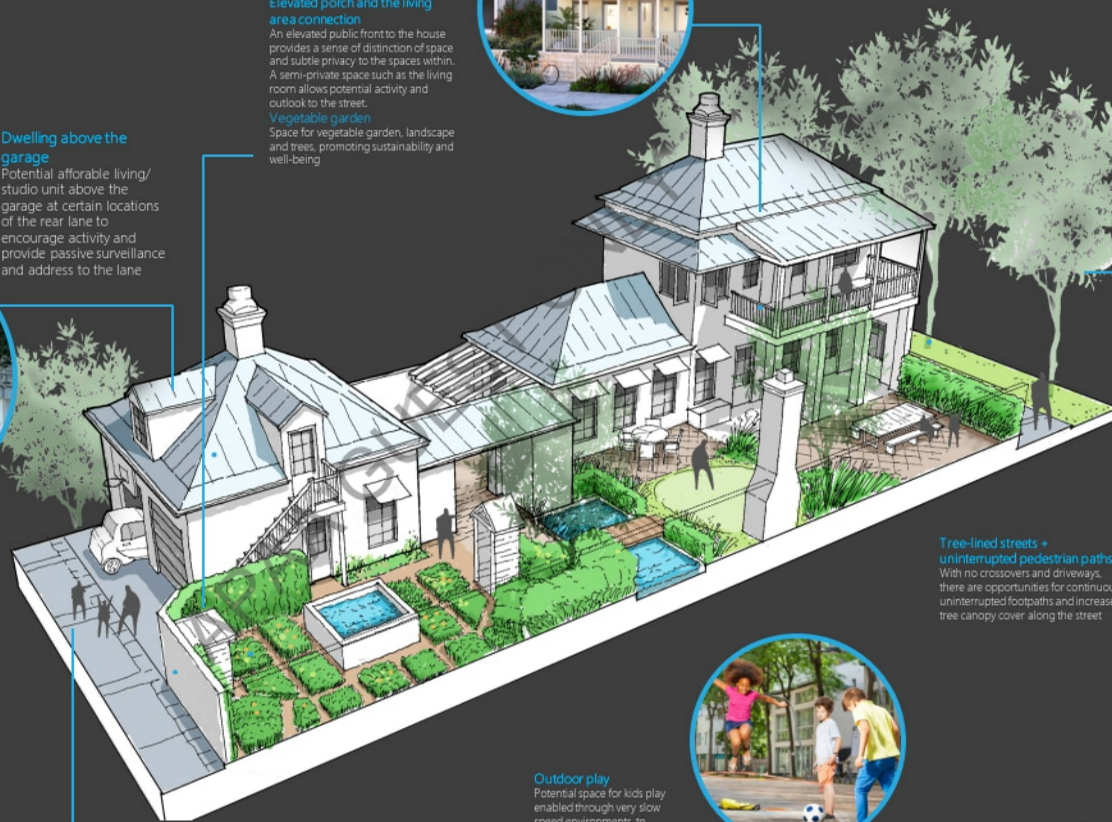 Elevated porch and the living
area connection
An elevated public front to the house
provides a sense of distinction of space
and subtle privacy to the spaces within.
A semi-private space such as the living
room allows potential activity and
outlook to the street.
Vegetable garden
Space for vegetable garden, landscape
and trees, promoting sustainability and
well-being
Dwelling above the
garage
Potential afforable living/
studio unit above the
garage at certain locations
of the rear lane to
encourage activity and
provide passive surveillance
and address to the lane
Tree-lined streets +
uninterrupted pedestrian paths
With no crossovers and driveways,
there are opportunities for continuou
uninterrupted footpaths and increase
tree canopy cover along the street
Outdoor play
Potential space for kids play
enabled through very slow
speed environments, to